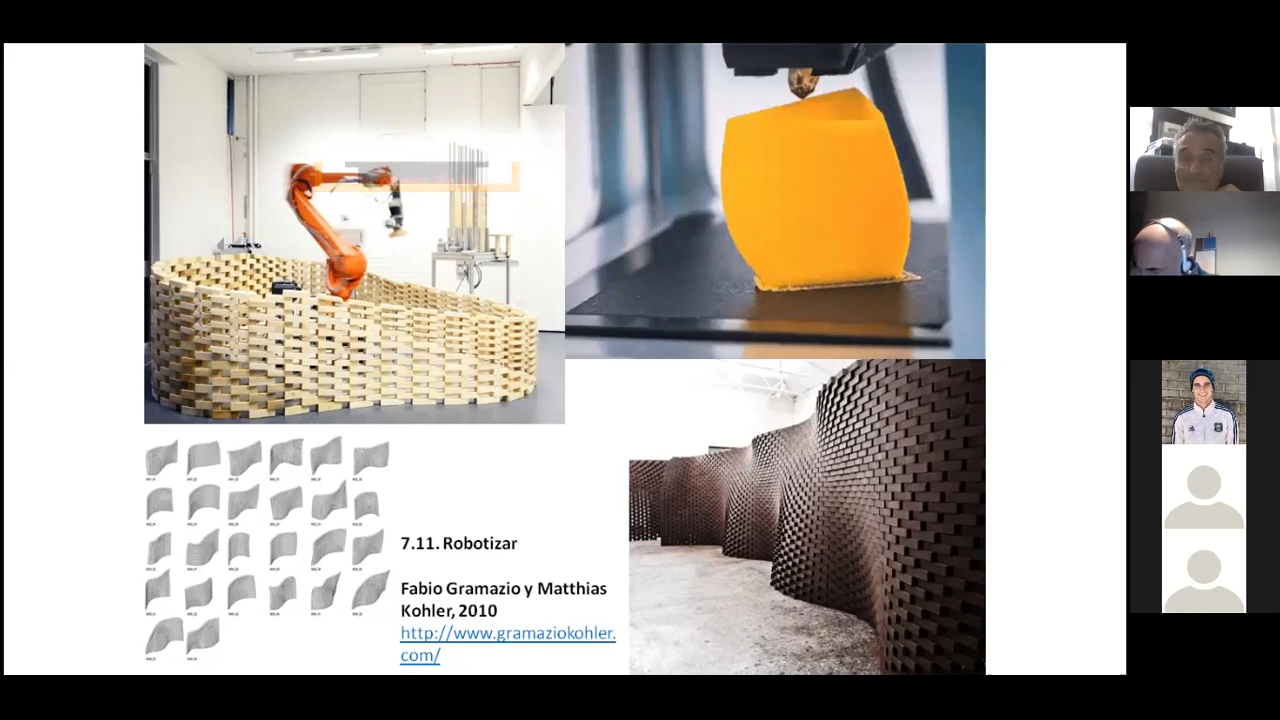 7.11. Robotizar
Fabio Gramazio y Matthias
Kohler, 2010
http://www.gramaziokohler.
com/